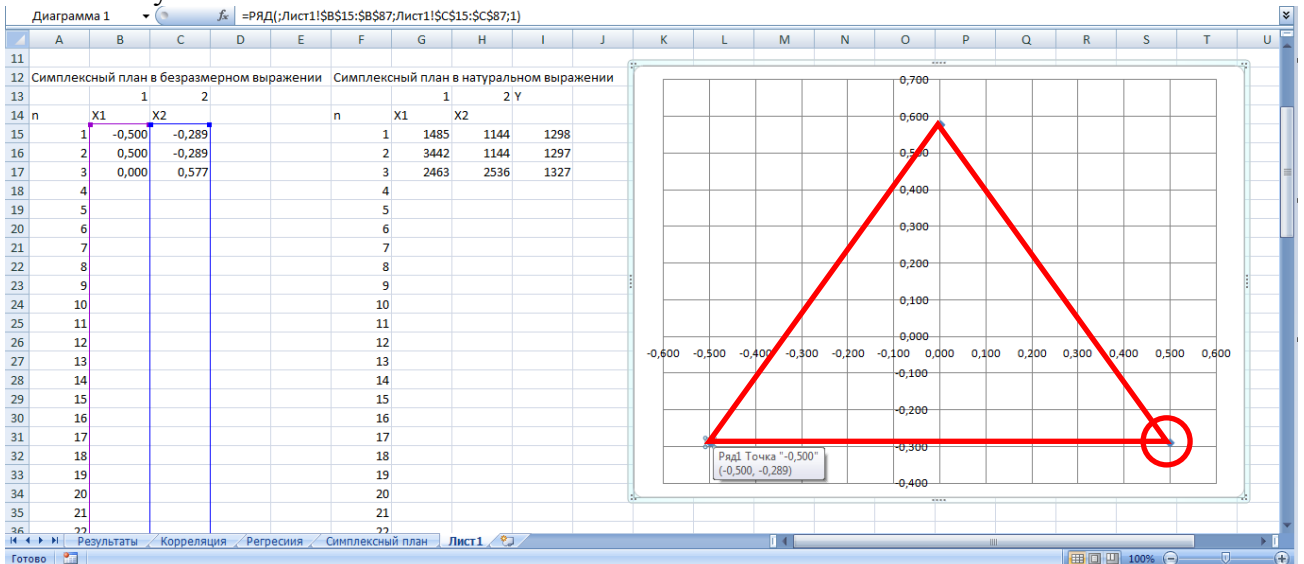 Диаграмма 1 fx =РЯД(;Лист1!$B$15:$B$87;Лист1!$C$15:$C$87;1)
A B C D E F G H I J K L M N O P Q R S T U
11
12 Симплексный план в безразмерном выражении Симплексный план в натуральном выражении
13 1 2 1 2 Y
14 n X1 X2 n X1 X2
15 1 -0,500 -0,289 1 1485 1144 1298
16 2 0,500 -0,289 2 3442 1144 1297
17 3 0,000 0,577 3 2463 2536 1327
18 4 4
19 5 5
20 6 6
21 7 7
22 8 8
23 9 9
24 10 10
25 11 11
26 12 12
27 13 13
28 14 14
29 15 15
30 16 16
31 17 17
32 18 18
33 19 19
34 20 20
35 21 21
36 22 22
0,700
0,600
0,500
0,400
0,300
0,200
0,100
0,000
-0,600 -0,500 -0,400 -0,300 -0,200 -0,100 0,000 0,100 0,200 0,300 0,400 0,500 0,600
-0,100
-0,200
-0,300
Ряд1 Точка "-0,500"
(-0,500, -0,289)
-0,400
Результаты Корреляция Регресиия Симплексный план Лист1
Готово 100%